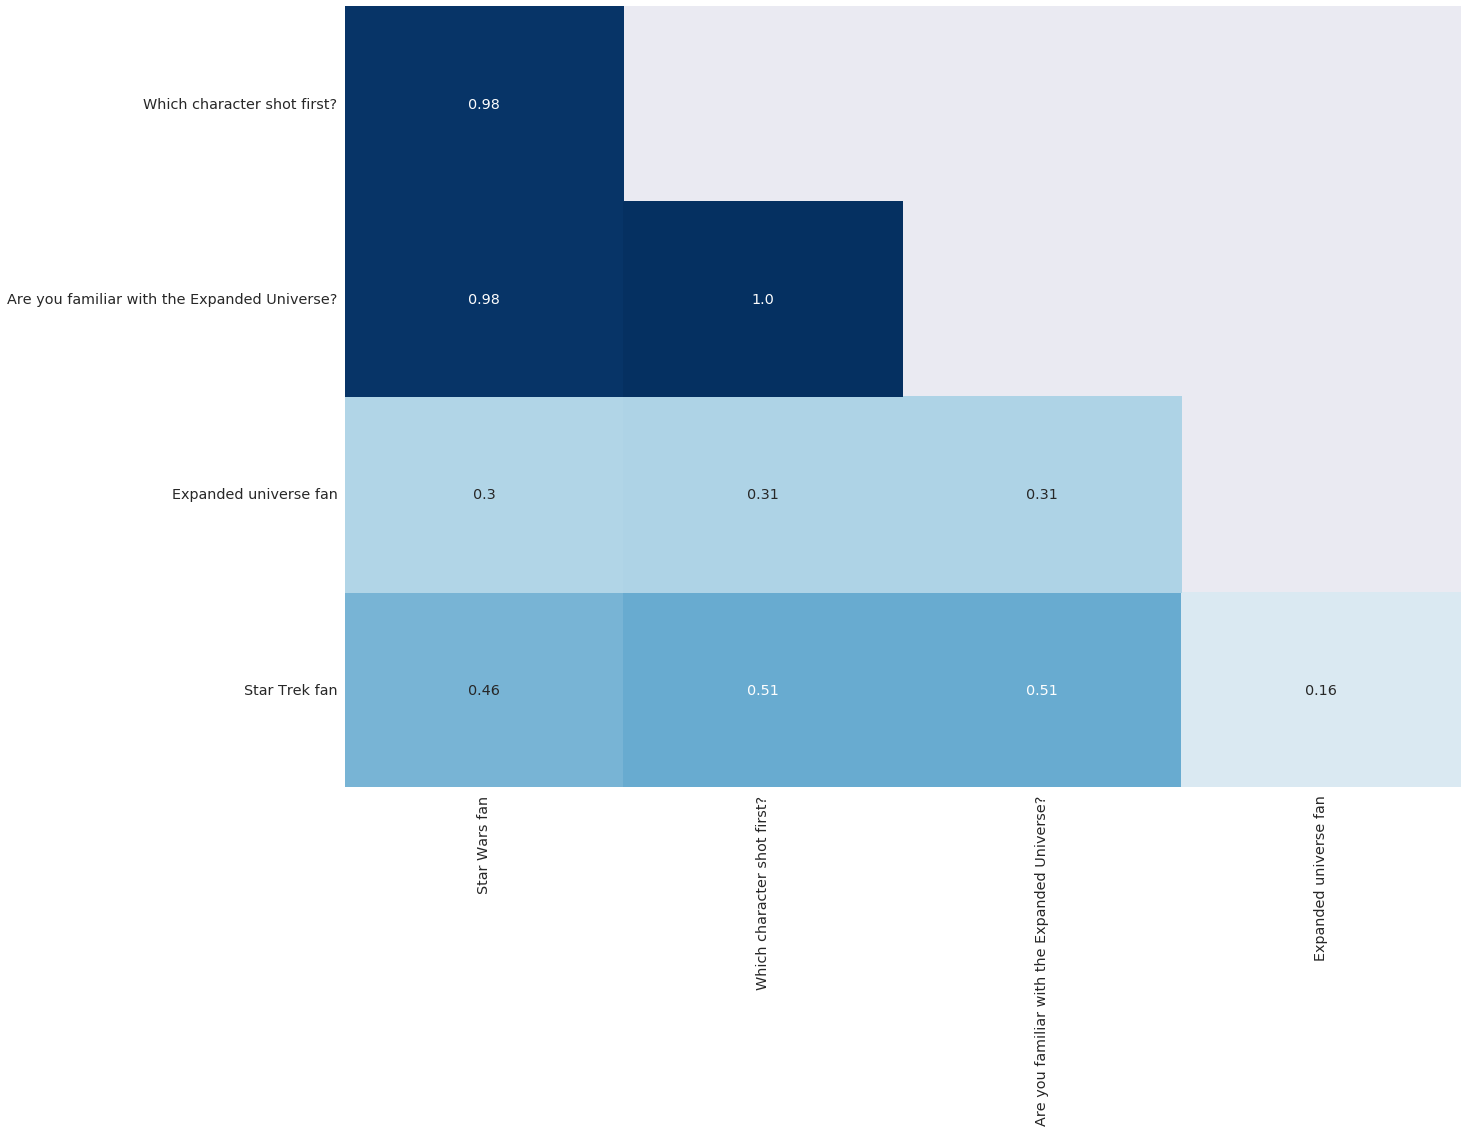 Which character shot first?
0.98
Are you familiar with the Expanded Universe?
0.98
1.0
Expanded universe fan
0.3
0.31
0.31
Star Trek fan
0.46
0.51
0.51
0.16
Star Wars fan
Which character shot first?
Are you familiar with the Expanded Universe?
Expanded universe fan